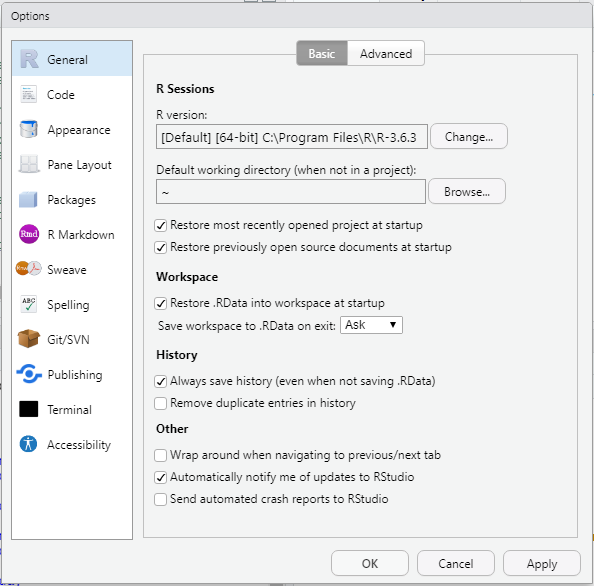 Options
General
Code
Appearance
Pane Layout
Packages
Rmd R Markdown
Sweave
ABC Spelling
Git/SVN
Publishing
Terminal
Accessibility
Basic Advanced
R Sessions
R version:
[Default] [64-bit] C:\Program Files\R\R-3.6.3 Change...
Default working directory (when not in a project):
~ Browse...
Restore most recently opened project at startup
Restore previously open source documents at startup
Workspace
Restore .RData into workspace at startup
Save workspace to .RData on exit: Ask
History
Always save history (even when not saving .RData)
Remove duplicate entries in history
Other
Wrap around when navigating to previous/next tab
Automatically notify me of updates to RStudio
Send automated crash reports to RStudio
OK Cancel Apply